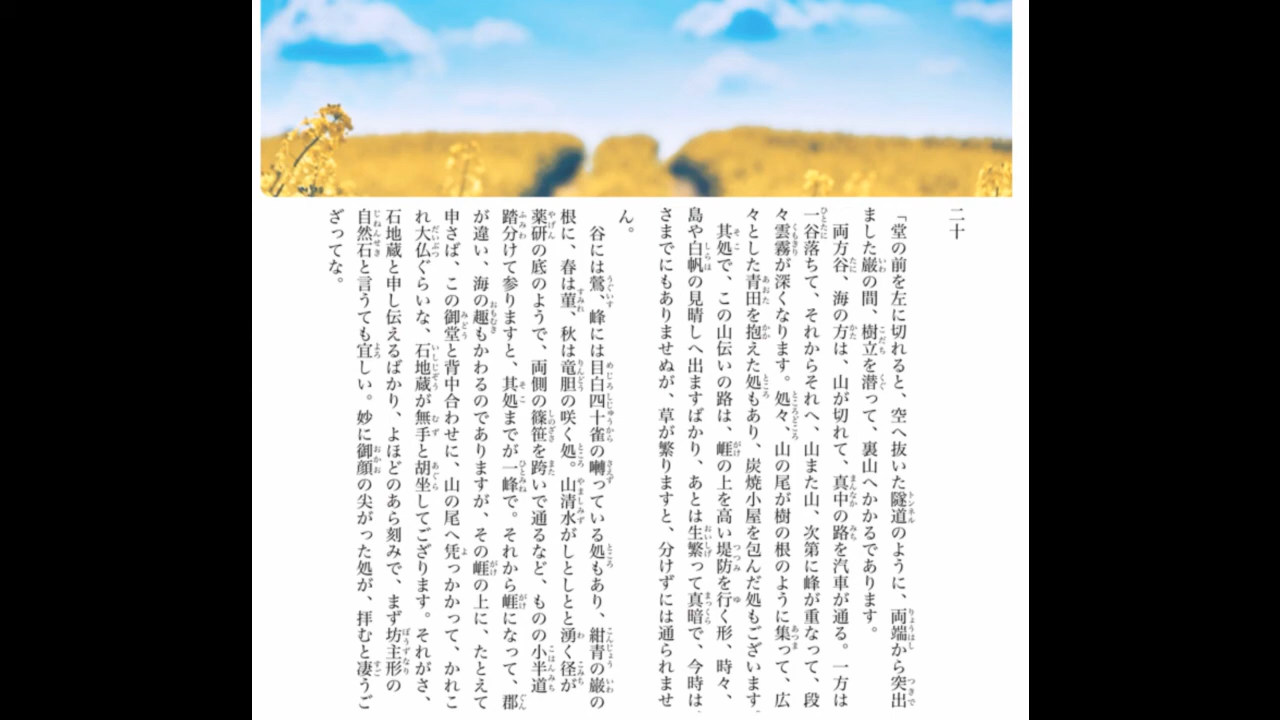 二十
「堂の前を左に切れると、空へ抜いた隧道のように、両端から突出
ました巌の間、樹立を潜って、裏山へかかるであります。
両方谷、海の方は、山が切れて、真中の路を汽車が通る。一方は
一谷落ちて、それからそれへ、山また山、次第に峰が重なって、段
々雲霧が深くなります。処々、山の尾が樹の根のように集って、広
々とした青田を抱えた処もあり、炭焼小屋を包んだ処もございます。
其処で、この山伝いの路は、崕の上を高い堤防を行く形、時々、
島や白帆の見晴しへ出ますばかり、あとは生繁って真暗で、今時は、
さまでにもありませぬが、草が繁りますと、分けずには通られませ
ん。
谷には鶯、峰には目白四十雀の囀っている処もあり、紺青の巌の
根に、春は菫、秋は竜胆の咲く処。山清水がしとしとと湧く径が
薬研の底のようで、両側の篠笹を跨いで通るなど、ものの小半道
踏分けて参りますと、其処までが一峰で。それから崕になって、郡
が違い、海の趣もかわるのでありますが、その崕の上に、たとえて
申さば、この御堂と背中合わせに、山の尾へ凭っかかって、かれこ
れ大仏ぐらいな、石地蔵が無手と胡坐してござります。それがさ、
石地蔵と申し伝えるばかり、よほどのあら刻みで、まず坊主形の
自然石と言うても宜しい。妙に御顔の尖がった処が、拝むと凄うご
ざってな。